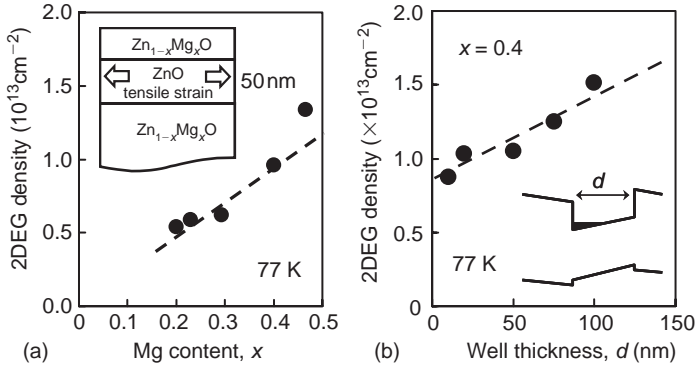 2DEG density (10¹³cm⁻²)
2.0
1.5
1.0
0.5
0.0
Zn₁₋ₓMgₓO
ZnO
tensile strain
50 nm
Zn₁₋ₓMgₓO
77 K
0 0.1 0.2 0.3 0.4 0.5
(a) Mg content, x
2DEG density (×10¹³cm⁻²)
2.0
1.5
1.0
0.5
0.0
x = 0.4
d
77 K
0 50 100 150
(b) Well thickness, d (nm)